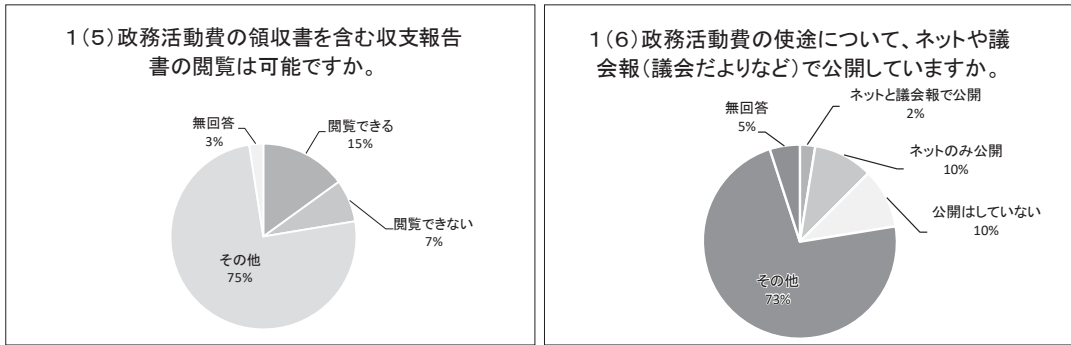 1(5)政務活動費の領収書を含む収支報告
書の閲覧は可能ですか。
無回答
3%
閲覧できる
15%
閲覧できない
7%
その他
75%
1(6)政務活動費の使途について、ネットや議
会報(議会だよりなど)で公開していますか。
無回答
5%
ネットと議会報で公開
2%
ネットのみ公開
10%
公開はしていない
10%
その他
73%